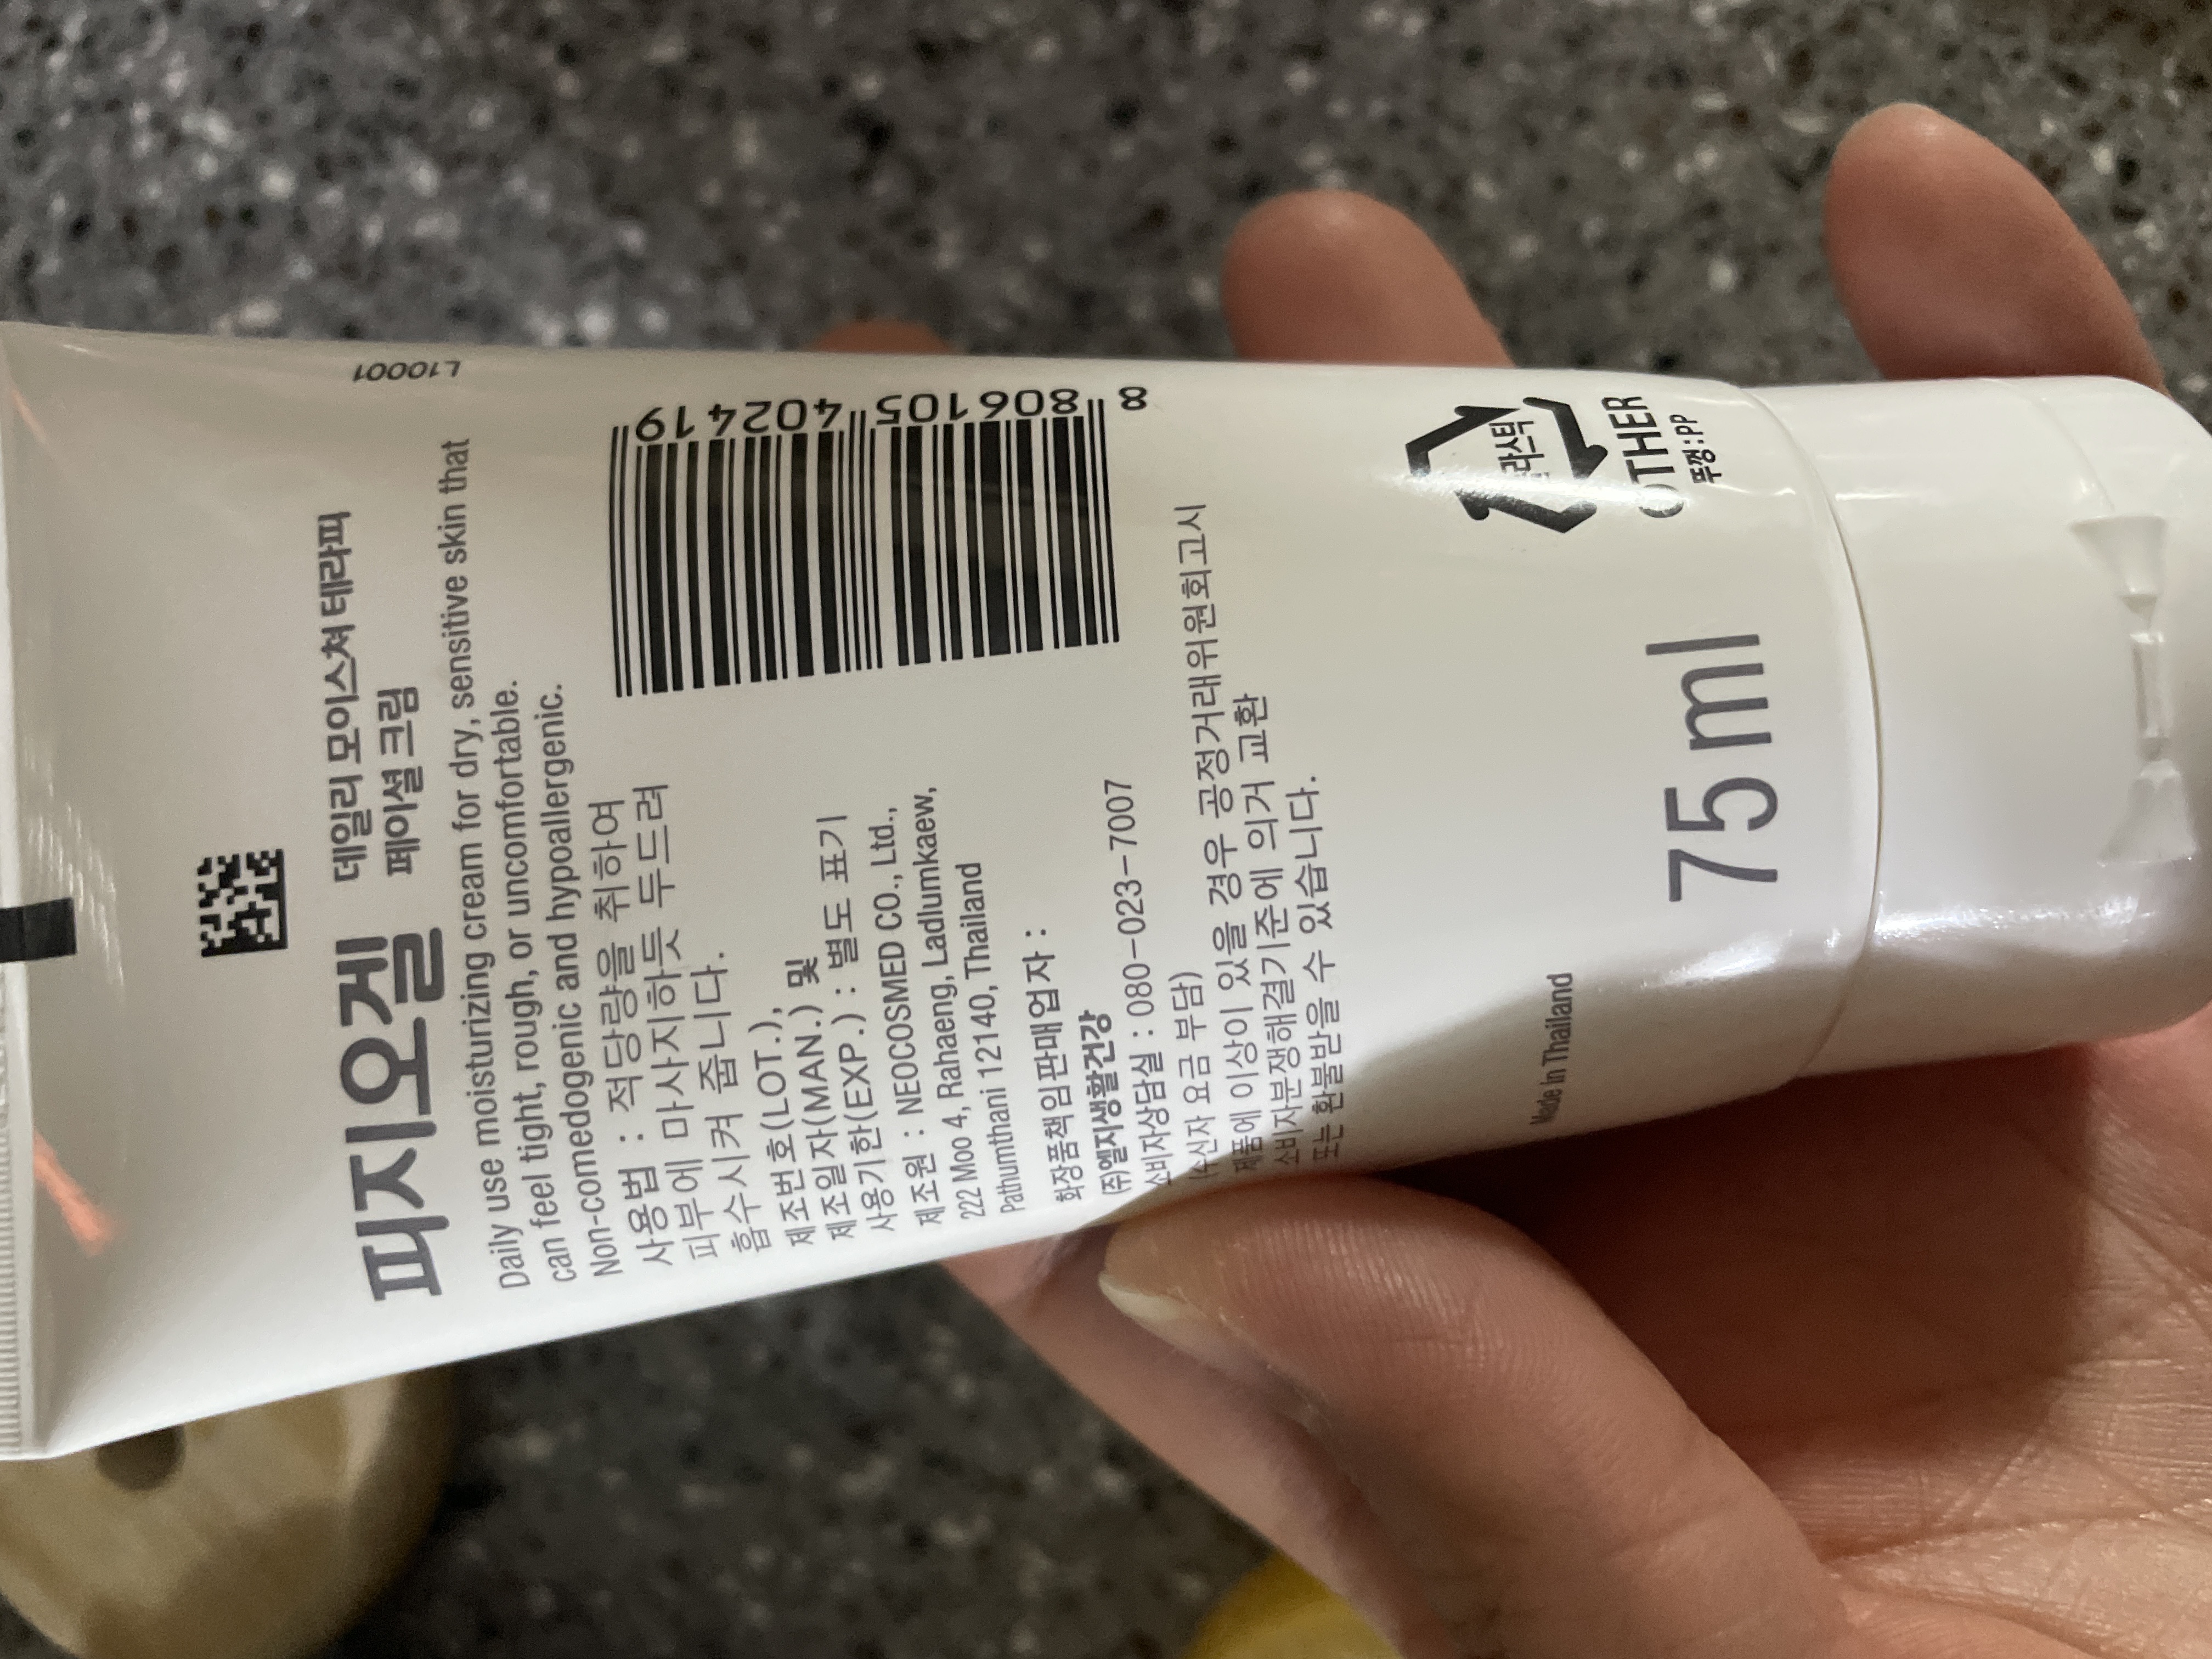 피지오겔
데일리 모이스쳐 테라피
페이셜 크림
Daily use moisturizing cream for dry, sensitive skin that
can feel tight, rough, or uncomfortable.
Non-comedogenic and hypoallergenic.
사용법 : 적당량을 취하여
피부에 마사지하듯 두드려
흡수시켜 줍니다.
제조번호(LOT.),
제조일자(MAN.) 및
사용기한(EXP.) : 별도 표기
제조원 : NEOCOSMED CO., Ltd.,
222 Moo 4, Rahaeng, Ladlumkaew,
Pathumthani 12140, Thailand
화장품책임판매업자 :
(주)엘지생활건강
소비자상담실 : 080-023-7007
(수신자 요금 부담)
제품에 이상이 있을 경우 공정거래위원회고시
소비자분쟁해결기준에 의거 교환
또는 환불받을 수 있습니다.
L10001
8 806105 402419
OTHER
뚜껑:PP
75 ml
Made in Thailand